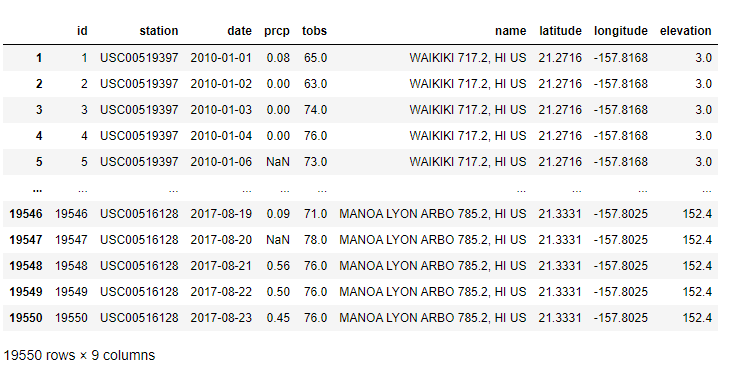 id station date prcp tobs name latitude longitude elevation
1 1 USC00519397 2010-01-01 0.08 65.0 WAIKIKI 717.2, HI US 21.2716 -157.8168 3.0
2 2 USC00519397 2010-01-02 0.00 63.0 WAIKIKI 717.2, HI US 21.2716 -157.8168 3.0
3 3 USC00519397 2010-01-03 0.00 74.0 WAIKIKI 717.2, HI US 21.2716 -157.8168 3.0
4 4 USC00519397 2010-01-04 0.00 76.0 WAIKIKI 717.2, HI US 21.2716 -157.8168 3.0
5 5 USC00519397 2010-01-06 NaN 73.0 WAIKIKI 717.2, HI US 21.2716 -157.8168 3.0
... ... ... ... ... ... ... ... ... ...
19546 19546 USC00516128 2017-08-19 0.09 71.0 MANOA LYON ARBO 785.2, HI US 21.3331 -157.8025 152.4
19547 19547 USC00516128 2017-08-20 NaN 78.0 MANOA LYON ARBO 785.2, HI US 21.3331 -157.8025 152.4
19548 19548 USC00516128 2017-08-21 0.56 76.0 MANOA LYON ARBO 785.2, HI US 21.3331 -157.8025 152.4
19549 19549 USC00516128 2017-08-22 0.50 76.0 MANOA LYON ARBO 785.2, HI US 21.3331 -157.8025 152.4
19550 19550 USC00516128 2017-08-23 0.45 76.0 MANOA LYON ARBO 785.2, HI US 21.3331 -157.8025 152.4
19550 rows × 9 columns